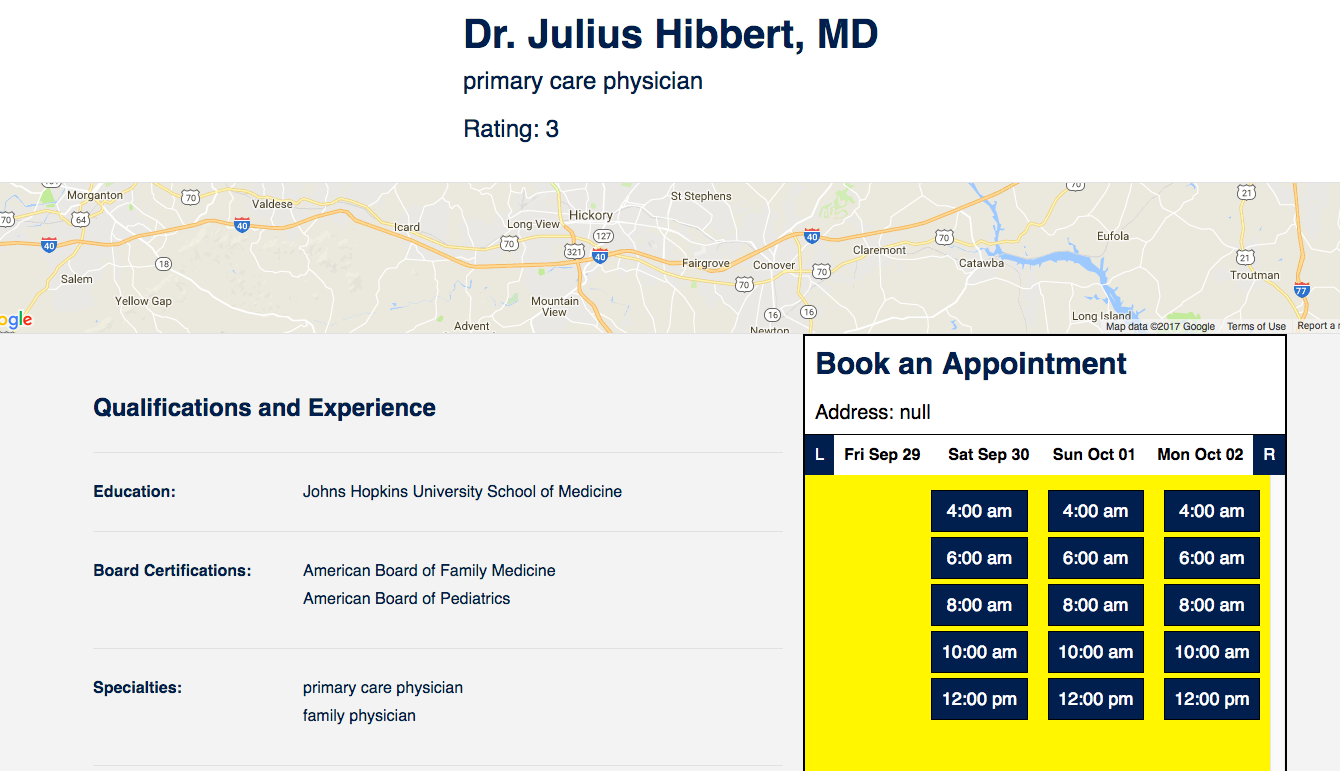 Dr. Julius Hibbert, MD
primary care physician
Rating: 3
Morganton
70
Valdese
St Stephens
70
21
70
64
40
40
Icard
Long View
Hickory
127
70
321
40
40
70
Claremont
Eufola
Catawba
21
Troutman
Salem
18
Fairgrove
Conover
70
70
77
Yellow Gap
Mountain
View
16
16
Long Island
ogle
Advent
Newton
Map data ©2017 Google
Terms of Use
Report a
Book an Appointment
Address: null
L Fri Sep 29 Sat Sep 30 Sun Oct 01 Mon Oct 02 R
4:00 am 4:00 am 4:00 am
6:00 am 6:00 am 6:00 am
8:00 am 8:00 am 8:00 am
10:00 am 10:00 am 10:00 am
12:00 pm 12:00 pm 12:00 pm
Qualifications and Experience
Education: Johns Hopkins University School of Medicine
Board Certifications: American Board of Family Medicine
American Board of Pediatrics
Specialties: primary care physician
family physician